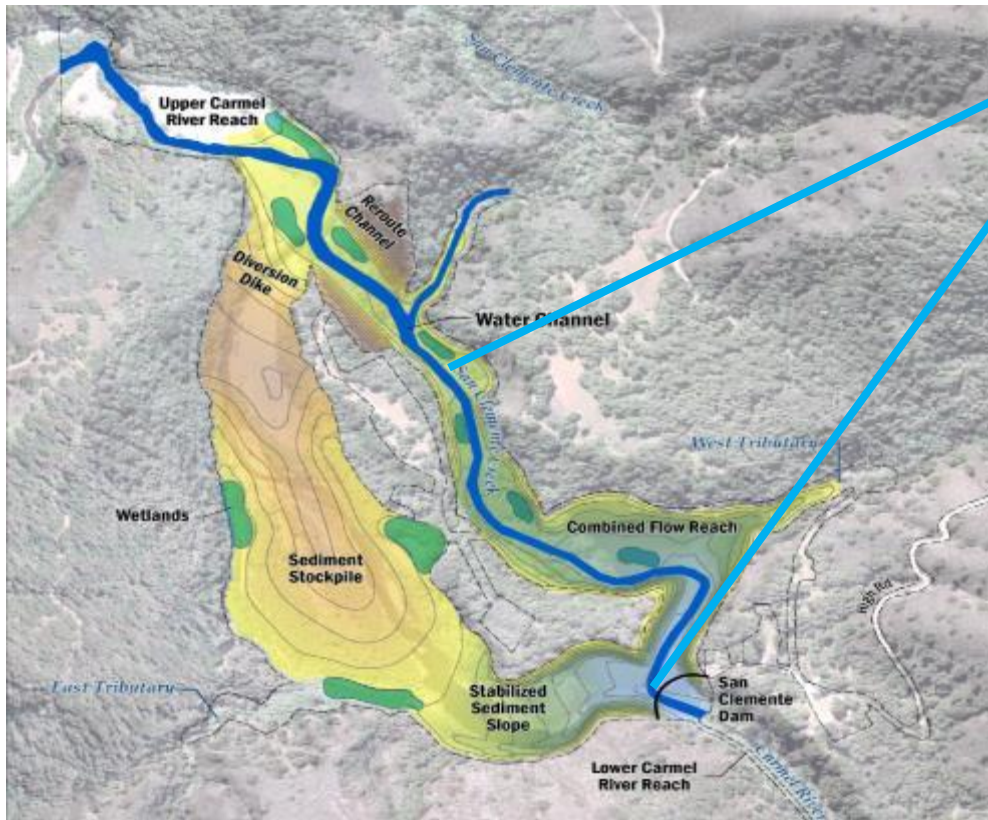 San Clemente Creek
Upper Carmel
River Reach
Reroute
Channel
Diversion
Dike
Water Channel
San Clemente Creek
West Tributary
Wetlands
Combined Flow Reach
Sediment
Stockpile
High Rd
East Tributary
Stabilized
Sediment
Slope
San
Clemente
Dam
Lower Carmel
River Reach
Carmel River